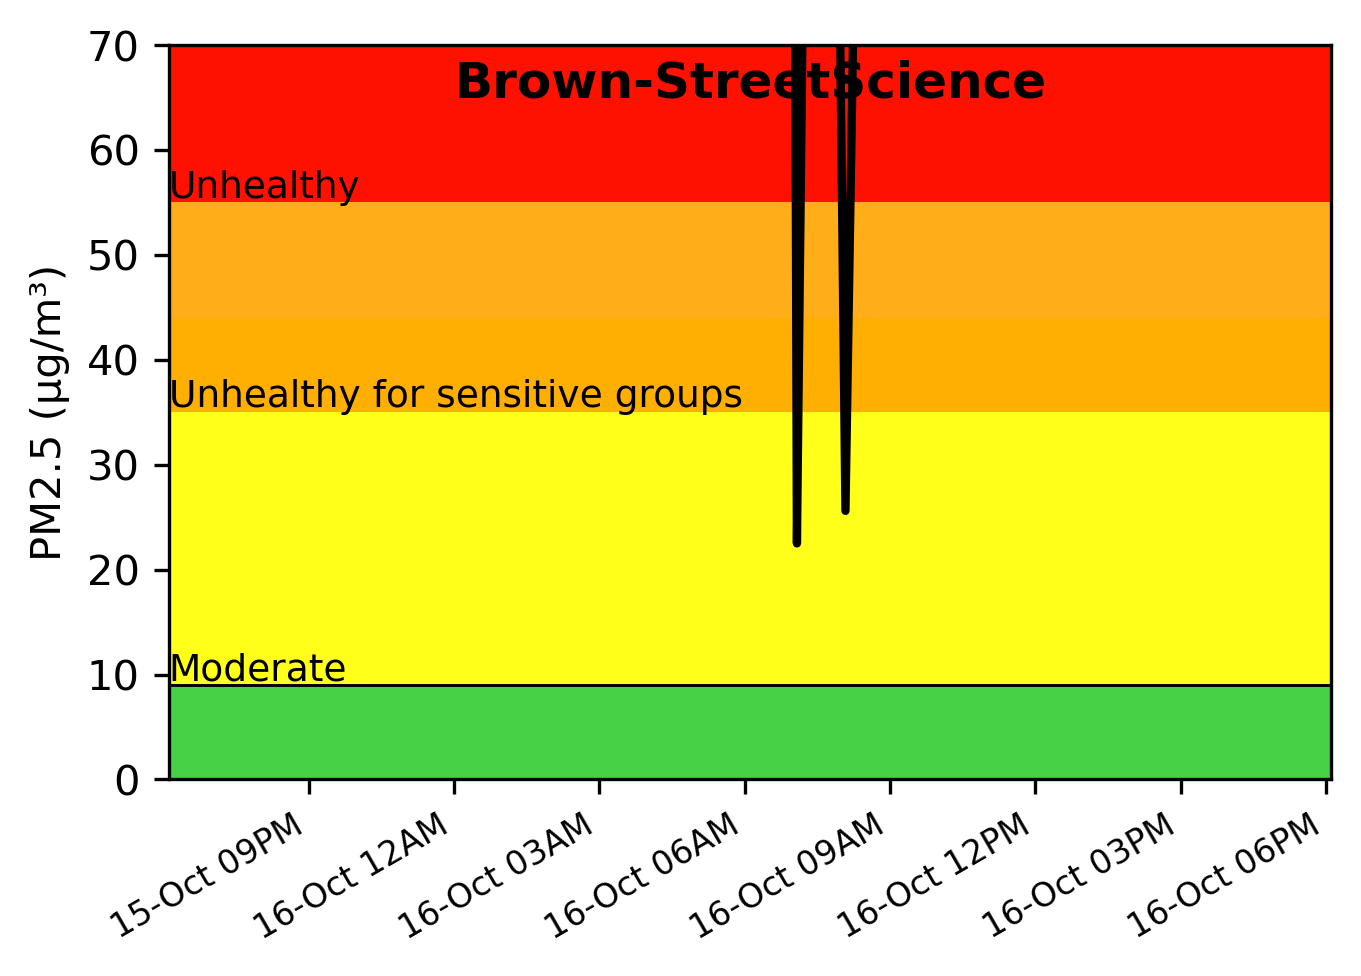 Brown-StreetScience
70
60
50
40
30
20
10
0
PM2.5 (µg/m³)
Unhealthy
Unhealthy for sensitive groups
Moderate
15-Oct 09PM
16-Oct 12AM
16-Oct 03AM
16-Oct 06AM
16-Oct 09AM
16-Oct 12PM
16-Oct 03PM
16-Oct 06PM